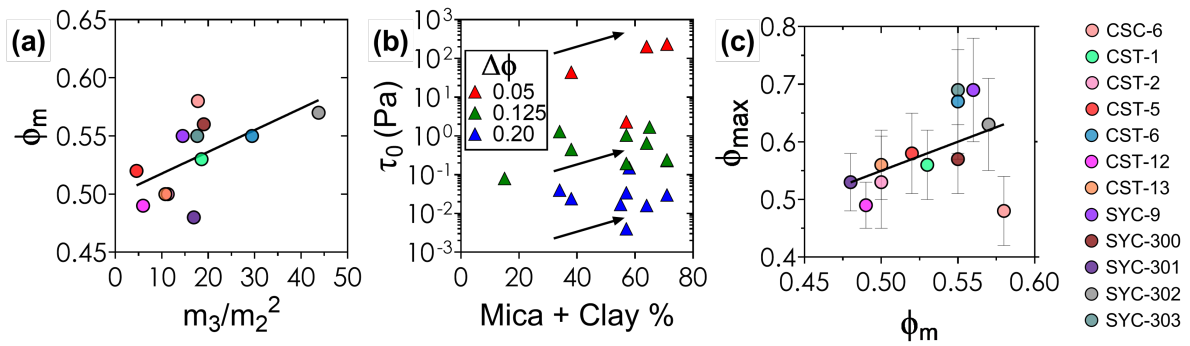 (a)
0.65
0.60
0.55
0.50
0.45
ϕm
0 10 20 30 40 50
m₃/m₂²
(b)
10³
10²
10¹
10⁰
10⁻¹
10⁻²
10⁻³
τ₀ (Pa)
Δϕ
0.05
0.125
0.20
0 20 40 60 80
Mica + Clay %
(c)
0.8
0.7
0.6
0.5
0.4
ϕmax
0.45 0.50 0.55 0.60
ϕm
CSC-6
CST-1
CST-2
CST-5
CST-6
CST-12
CST-13
SYC-9
SYC-300
SYC-301
SYC-302
SYC-303